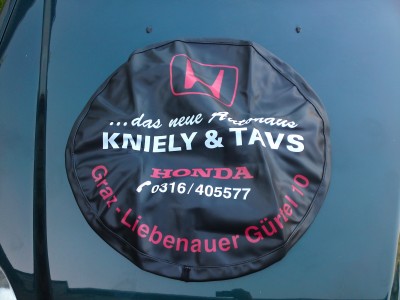 ...das neue Autohaus
KNIELY & TAVS
HONDA
0316/405577
Graz-Liebenauer Gürtel 10